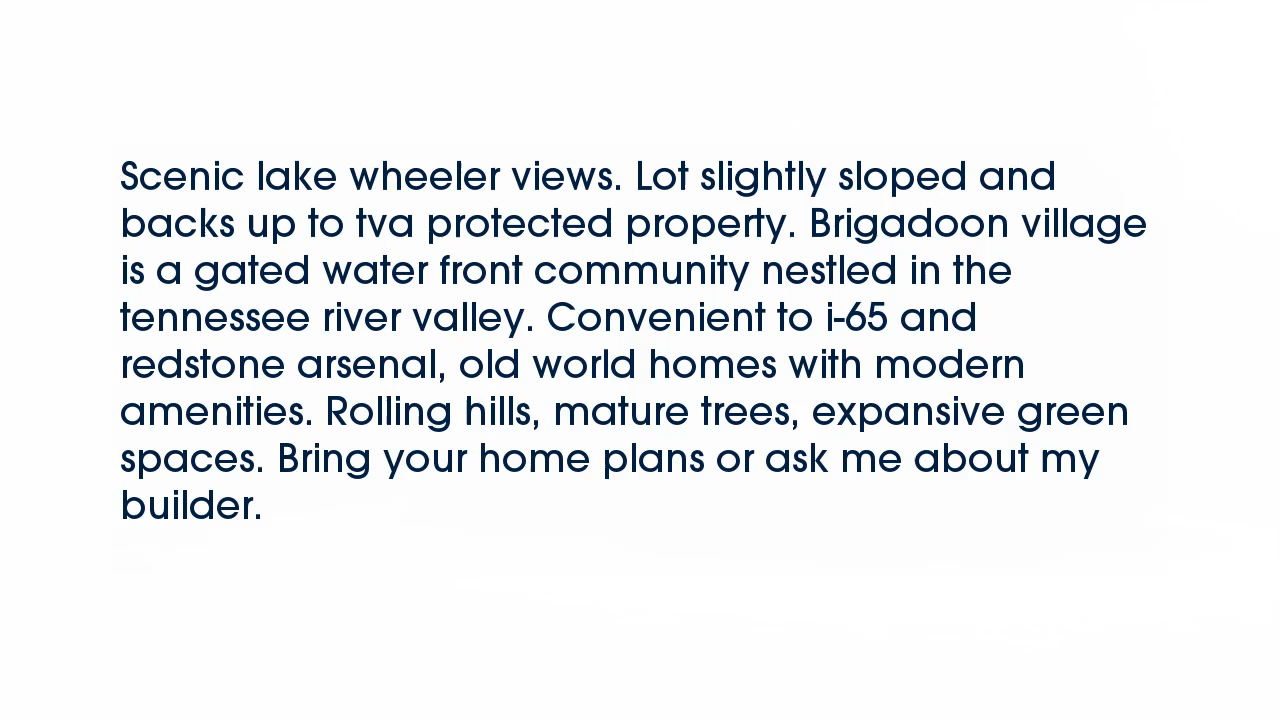 Scenic lake wheeler views. Lot slightly sloped and
backs up to tva protected property. Brigadoon village
is a gated water front community nestled in the
tennessee river valley. Convenient to i-65 and
redstone arsenal, old world homes with modern
amenities. Rolling hills, mature trees, expansive green
spaces. Bring your home plans or ask me about my
builder.